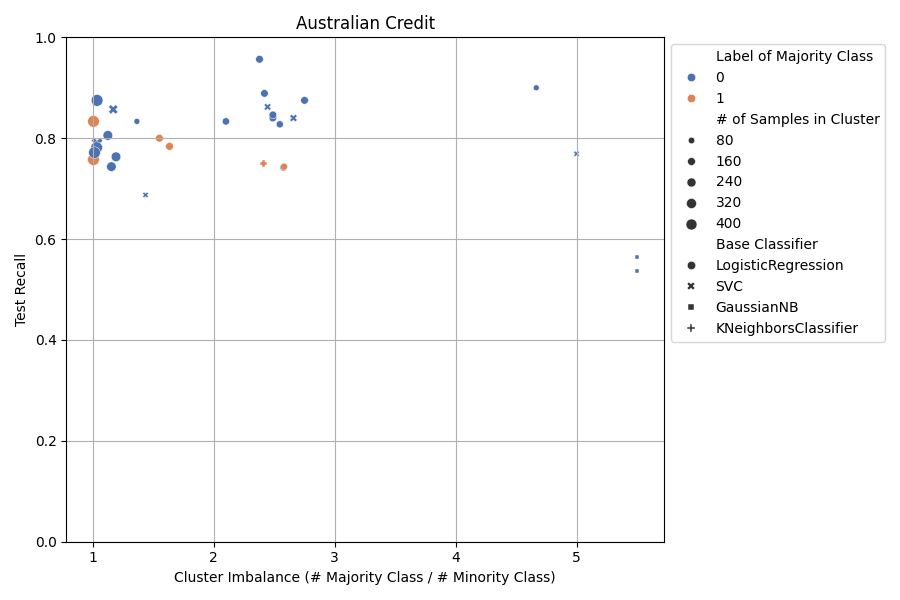 Australian Credit
1.0
0.8
0.6
0.4
0.2
0.0
Test Recall
1
2
3
4
5
Cluster Imbalance (# Majority Class / # Minority Class)
Label of Majority Class
0
1
# of Samples in Cluster
80
160
240
320
400
Base Classifier
LogisticRegression
SVC
GaussianNB
KNeighborsClassifier